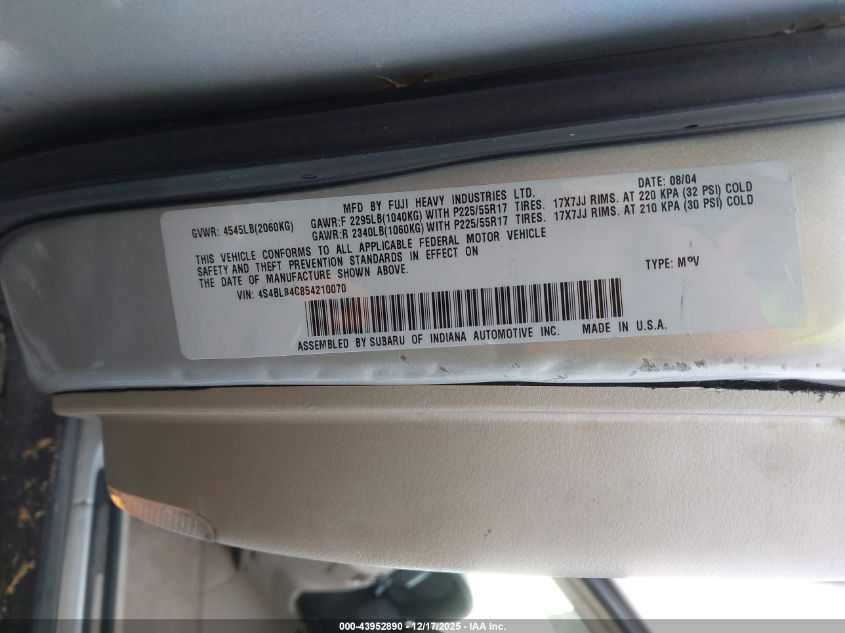 MFD BY FUJI HEAVY INDUSTRIES LTD. DATE: 08/04
GVWR: 4545LB(2060KG) GAWR:F 2295LB(1040KG) WITH P225/55R17 TIRES. 17X7JJ RIMS. AT 220 KPA (32 PSI) COLD
GAWR:R 2340LB(1060KG) WITH P225/55R17 TIRES. 17X7JJ RIMS. AT 210 KPA (30 PSI) COLD
THIS VEHICLE CONFORMS TO ALL APPLICABLE FEDERAL MOTOR VEHICLE
SAFETY AND THEFT PREVENTION STANDARDS IN EFFECT ON
THE DATE OF MANUFACTURE SHOWN ABOVE.
VIN: 4S4BL84C854210070 TYPE: MPV
ASSEMBLED BY SUBARU OF INDIANA AUTOMOTIVE INC. MADE IN U.S.A.
000-43952890 - 12/17/2025 - IAA Inc.